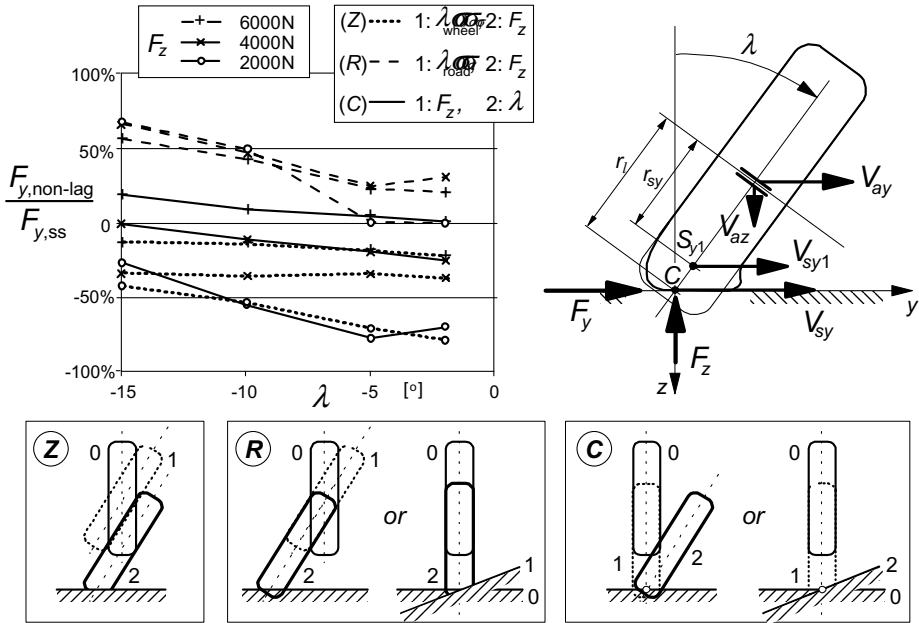 F_z
6000N
4000N
2000N
(Z) 1: λ wheel, 2: F_z
(R) 1: λ road, 2: F_z
(C) 1: F_z, 2: λ
100%
50%
0
-50%
-100%
F_y,non-lag
F_y,ss
-15
-10
-5
[°]
0
λ
λ
r_l
r_sy
V_ay
V_az
S_y1
V_sy1
C
F_y
V_sy
y
F_z
z
Z
0
1
2
R
0
1
2
or
0
2
1
0
C
0
1
2
or
0
1
2
0